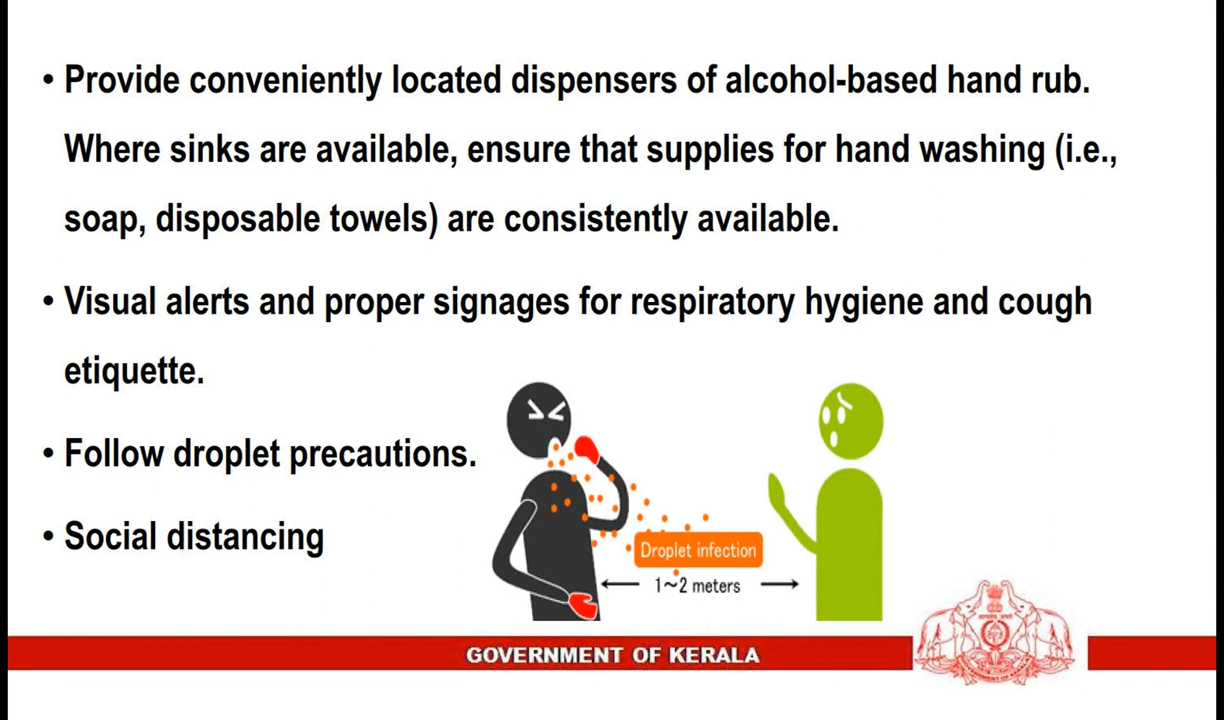 • Provide conveniently located dispensers of alcohol-based hand rub.
Where sinks are available, ensure that supplies for hand washing (i.e.,
soap, disposable towels) are consistently available.
• Visual alerts and proper signages for respiratory hygiene and cough
etiquette.
• Follow droplet precautions.
• Social distancing
Droplet infection
1~2 meters
GOVERNMENT OF KERALA